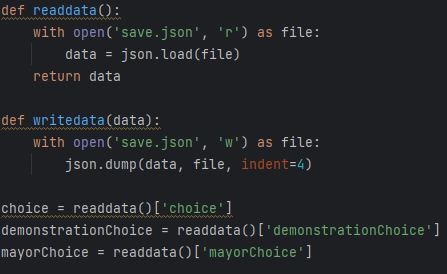 def readdata():
    with open('save.json', 'r') as file:
        data = json.load(file)
    return data

def writedata(data):
    with open('save.json', 'w') as file:
        json.dump(data, file, indent=4)

choice = readdata()['choice']
demonstrationChoice = readdata()['demonstrationChoice']
mayorChoice = readdata()['mayorChoice']